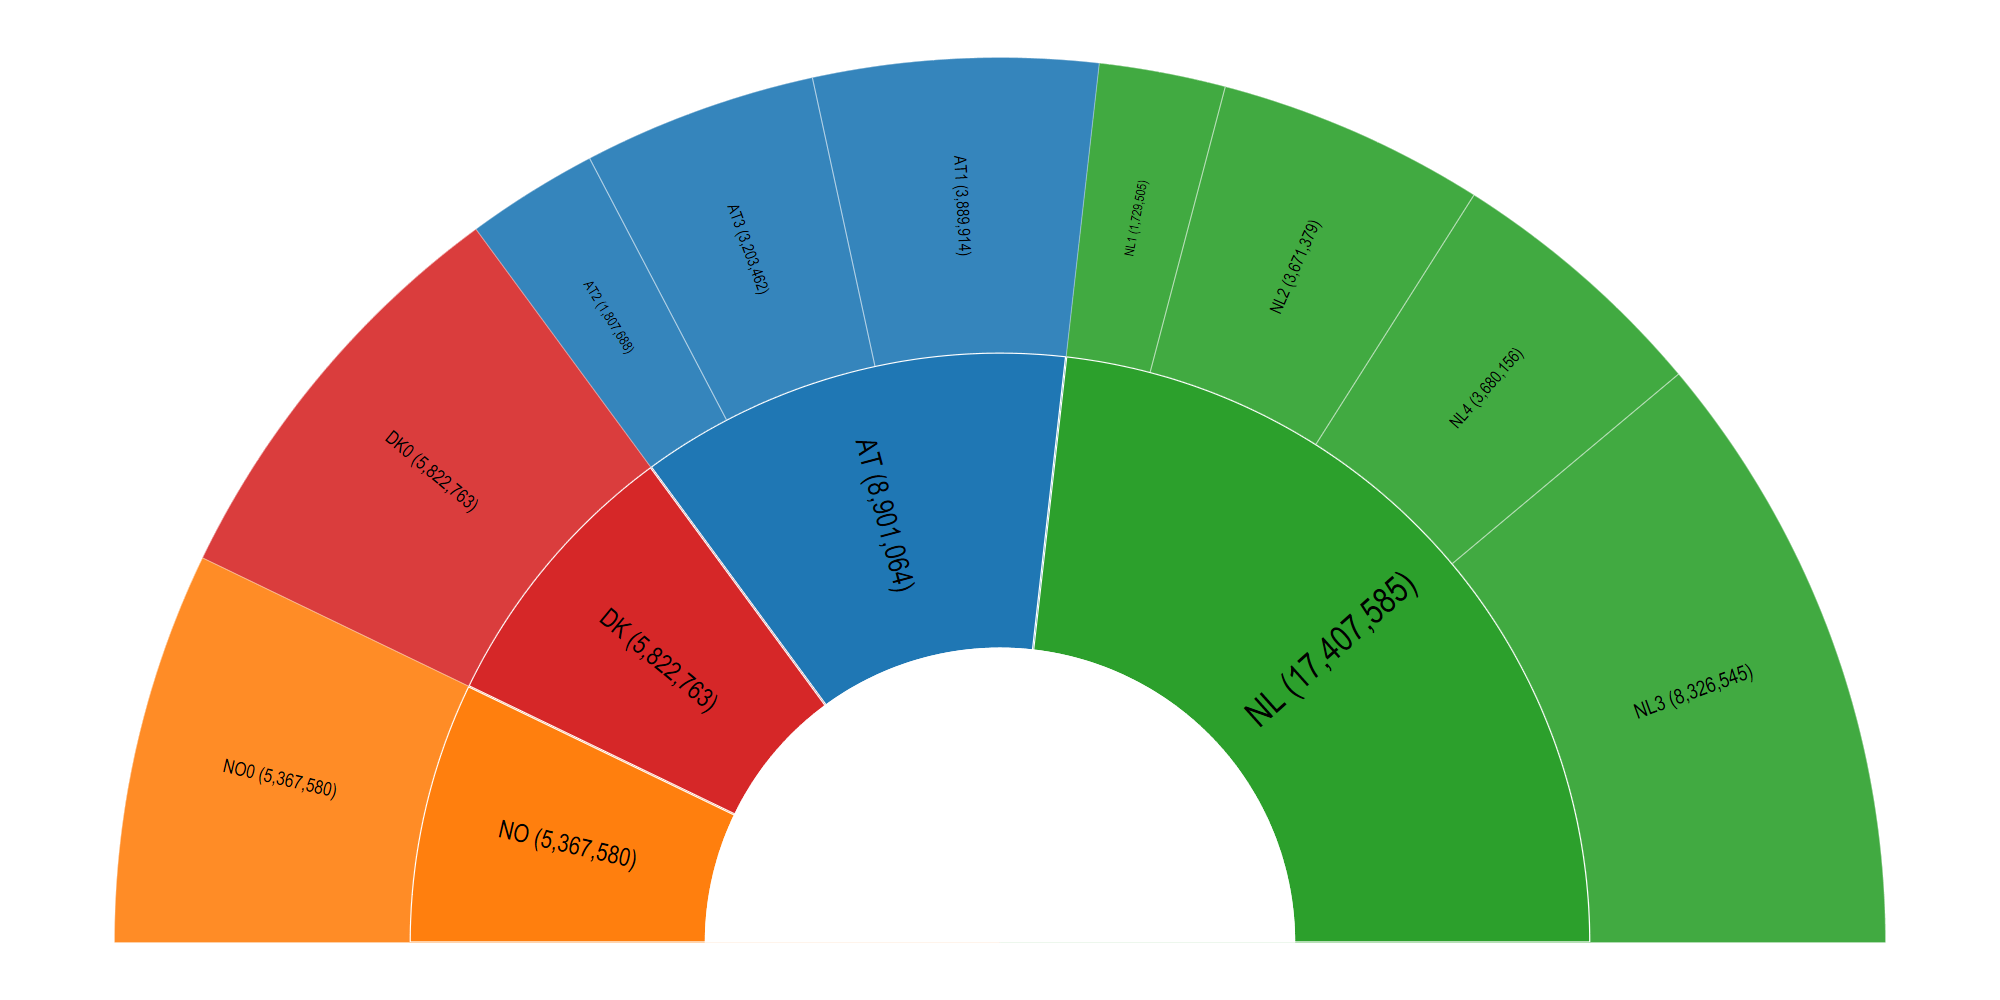 NO0 (5,367,580)
NO (5,367,580)
DK0 (5,822,763)
DK (5,822,763)
AT2 (1,807,688)
AT3 (3,203,462)
AT1 (3,889,914)
AT (8,901,064)
NL1 (1,729,505)
NL2 (3,671,379)
NL4 (3,680,156)
NL3 (8,326,545)
NL (17,407,585)